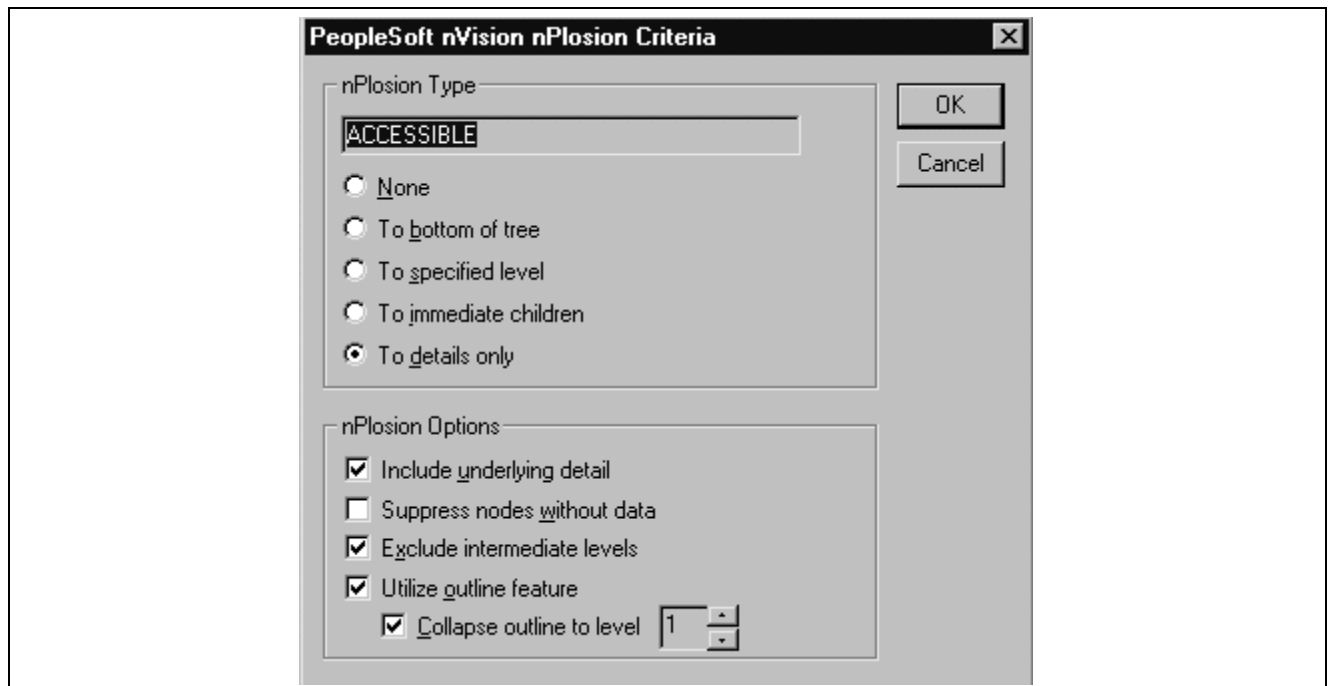 PeopleSoft nVision nPlosion Criteria
nPlosion Type
OK
ACCESSIBLE
Cancel
None
To bottom of tree
To specified level
To immediate children
To details only
nPlosion Options
Include underlying detail
Suppress nodes without data
Exclude intermediate levels
Utilize outline feature
Collapse outline to level 1